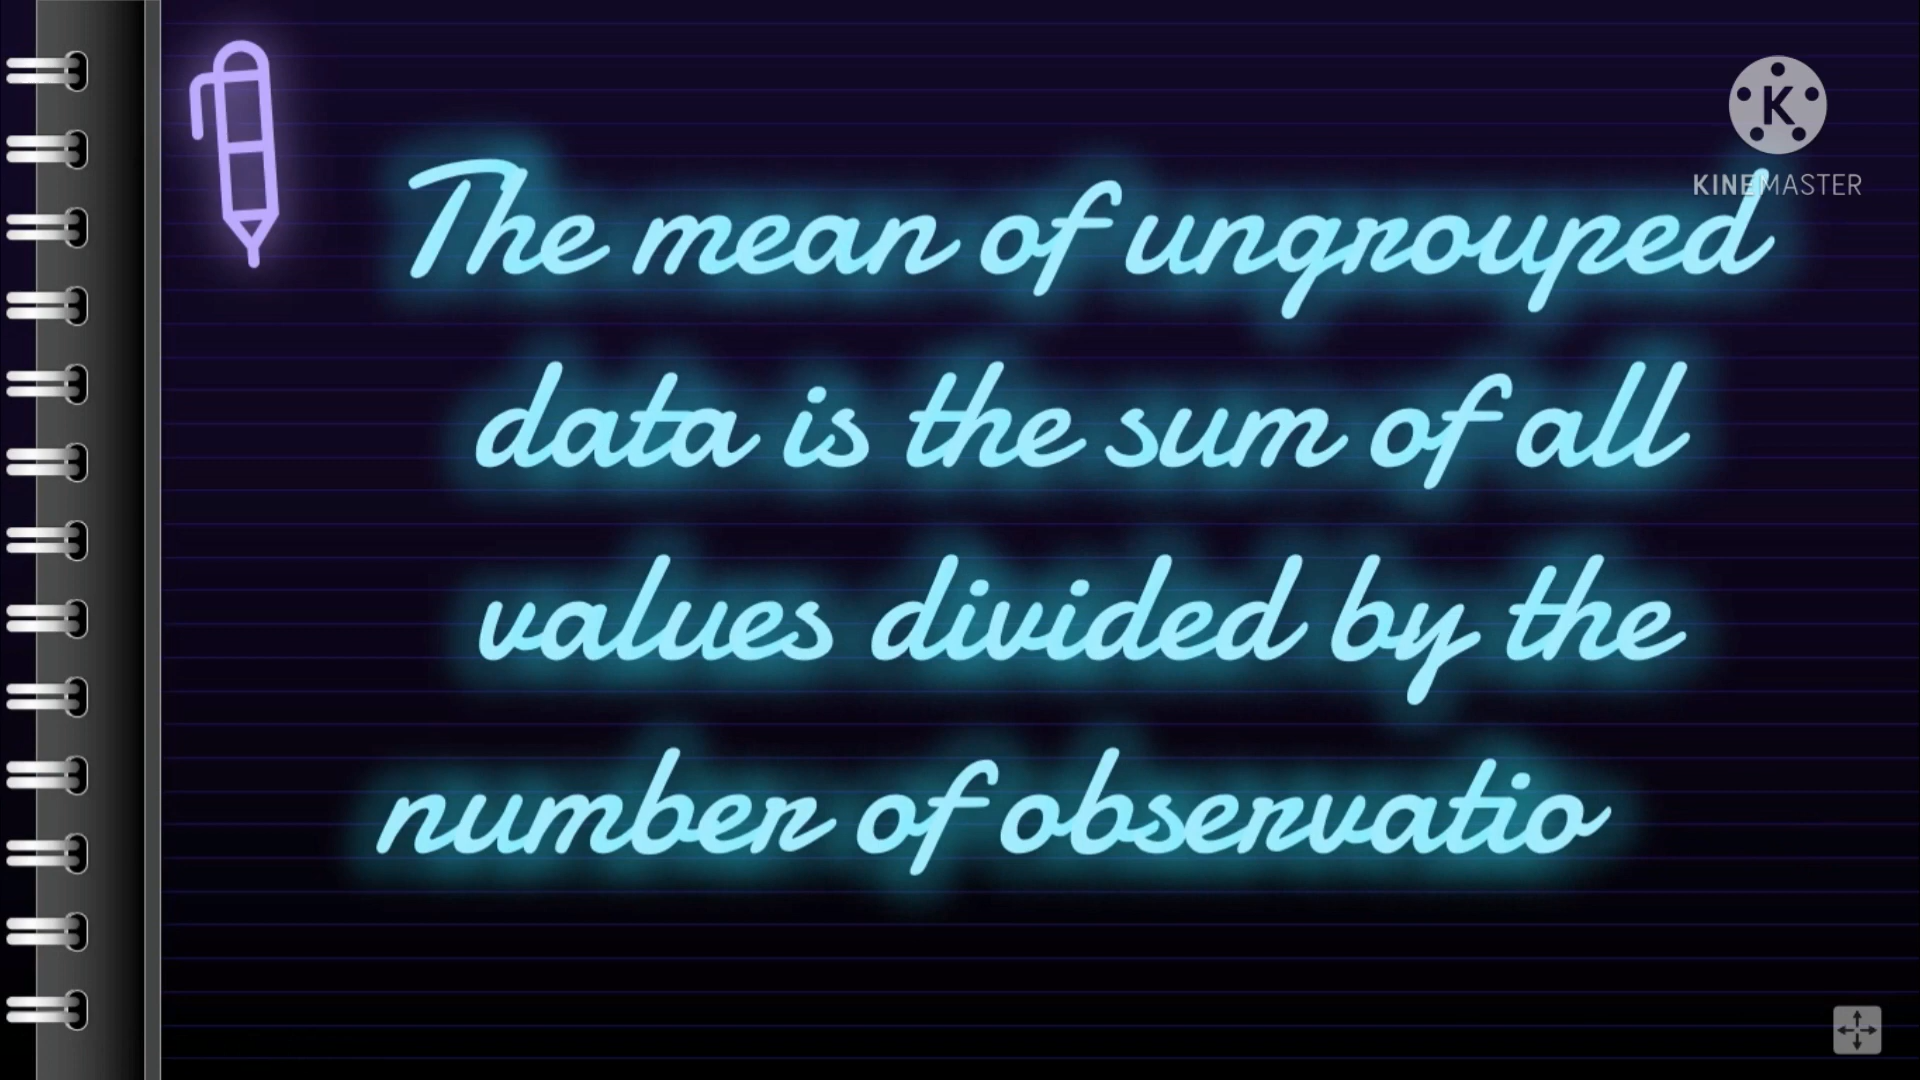 K
KINEMASTER
The mean of ungrouped
data is the sum of all
values divided by the
number of observatio